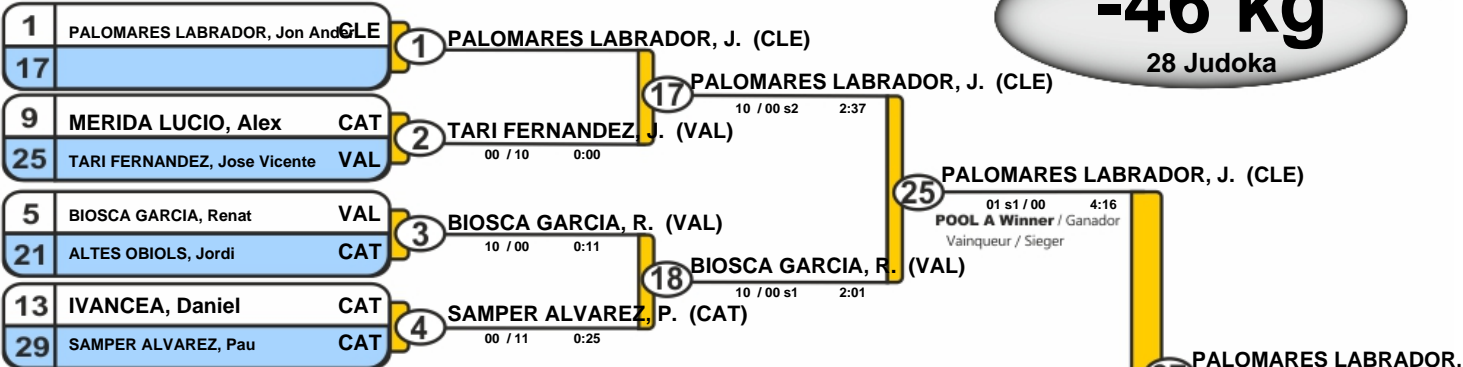 -46 kg
28 Judoka
1 PALOMARES LABRADOR, Jon Ander CLE
17
9 MERIDA LUCIO, Alex CAT
25 TARI FERNANDEZ, Jose Vicente VAL
5 BIOSCA GARCIA, Renat VAL
21 ALTES OBIOLS, Jordi CAT
13 IVANCEA, Daniel CAT
29 SAMPER ALVAREZ, Pau CAT
1 PALOMARES LABRADOR, J. (CLE)
2 TARI FERNANDEZ, J. (VAL)
00 / 10 0:00
3 BIOSCA GARCIA, R. (VAL)
10 / 00 0:11
4 SAMPER ALVAREZ, P. (CAT)
00 / 11 0:25
17 PALOMARES LABRADOR, J. (CLE)
10 / 00 s2 2:37
18 BIOSCA GARCIA, R. (VAL)
10 / 00 s1 2:01
25 PALOMARES LABRADOR, J. (CLE)
01 s1 / 00 4:16
POOL A Winner / Ganador
Vainqueur / Sieger
PALOMARES LABRADOR,